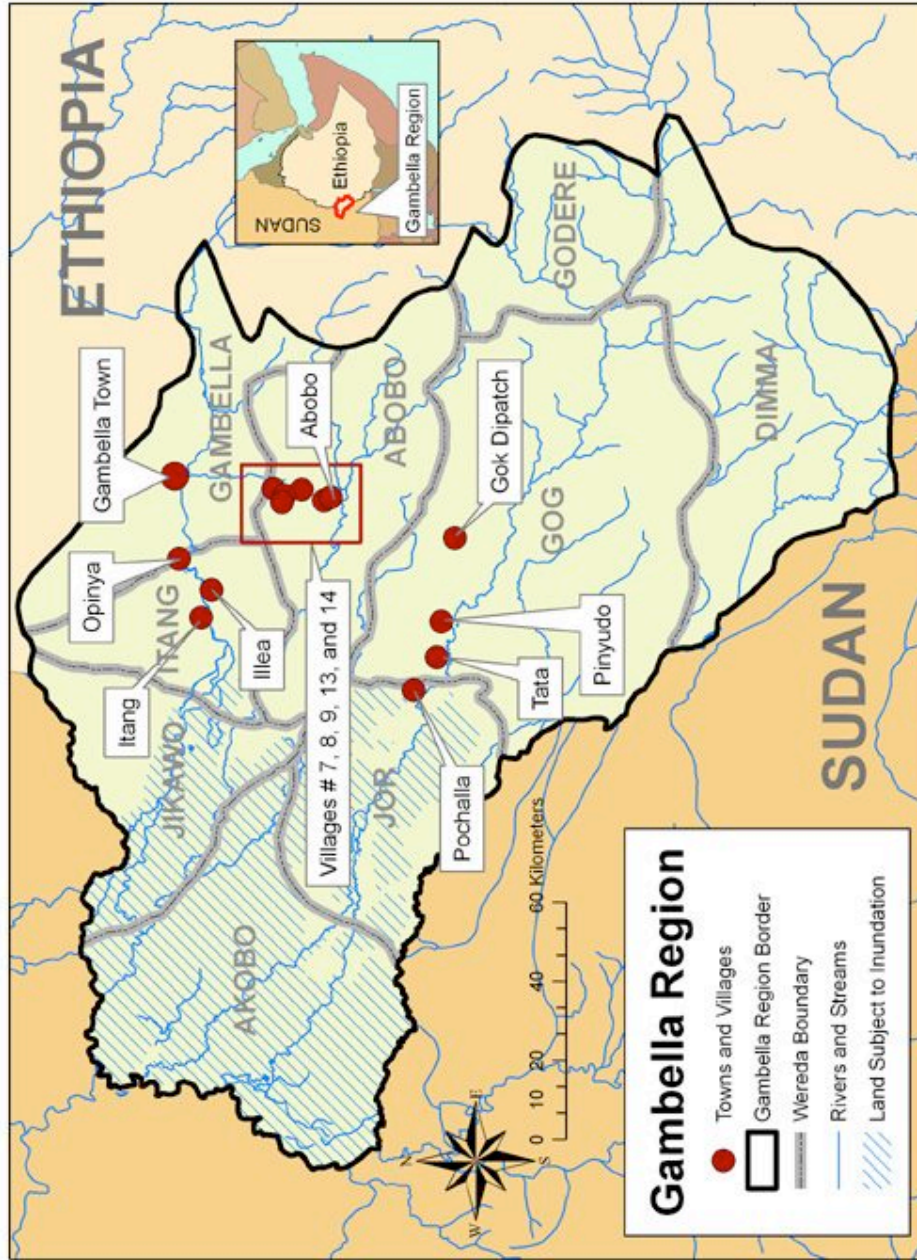 ETHIOPIA
SUDAN
Ethiopia
Gambella Region
Gambella Town
Opinya
Itang
Illea
GAMBELLA
ITANG
JIKAWO
Abobo
ABOBO
Villages # 7, 8, 9, 13, and 14
AKOBO
JOR
Gok Dipatch
GOG
GODERE
DIMMA
Pinyudo
Tata
Pochalla
SUDAN
N
W
E
S
0 10 20 40 60 Kilometers
Gambella Region
Towns and Villages
Gambella Region Border
Wereda Boundary
Rivers and Streams
Land Subject to Inundation